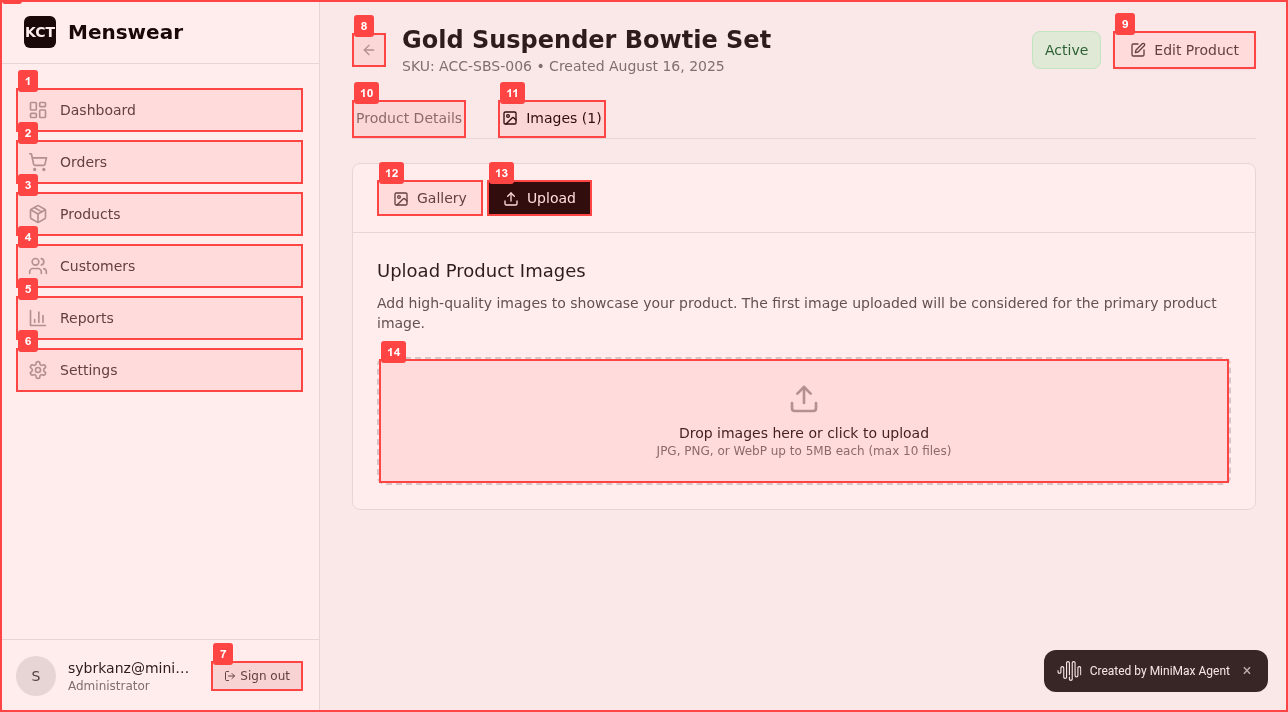 KCT Menswear
1
Dashboard
2
Orders
3
Products
4
Customers
5
Reports
6
Settings
S
sybrkanz@mini...
Administrator
7
Sign out
8
Gold Suspender Bowtie Set
SKU: ACC-SBS-006 • Created August 16, 2025
Active
9
Edit Product
10
Product Details
11
Images (1)
12
Gallery
13
Upload
Upload Product Images
Add high-quality images to showcase your product. The first image uploaded will be considered for the primary product
image.
14
Drop images here or click to upload
JPG, PNG, or WebP up to 5MB each (max 10 files)
Created by MiniMax Agent ×